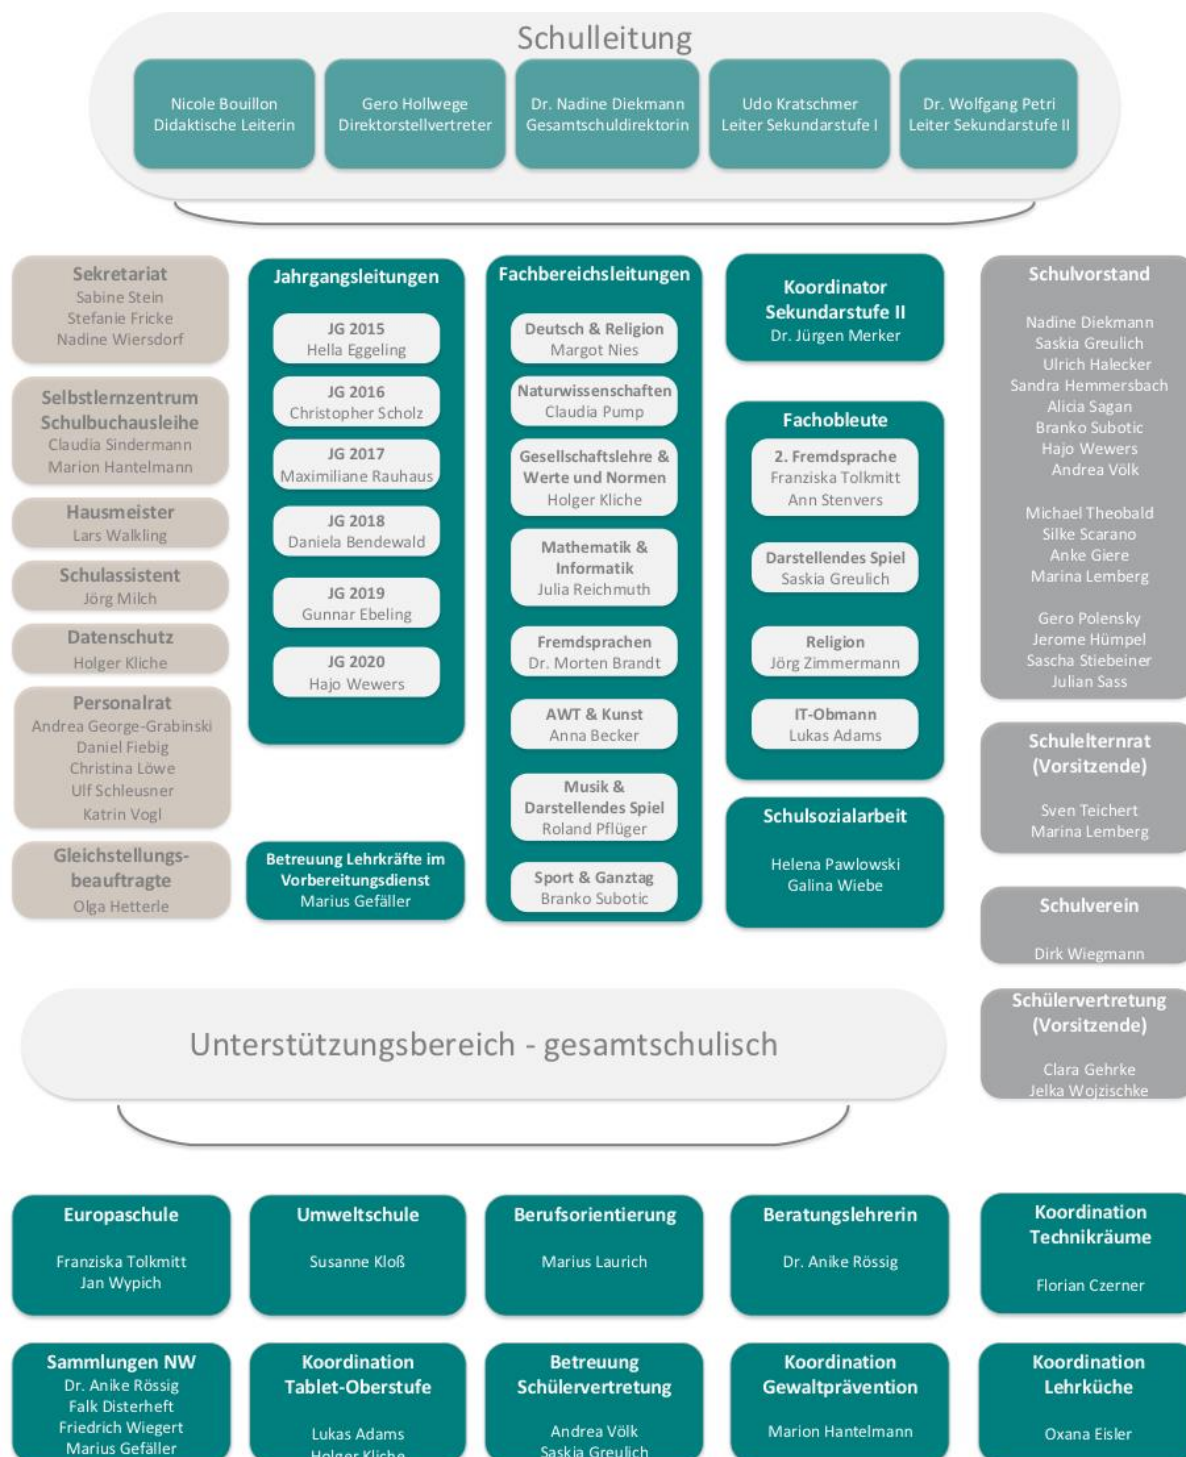 Schulleitung
Nicole Bouillon
Didaktische Leiterin
Gero Hollwege
Direktorstellvertreter
Dr. Nadine Diekmann
Gesamtschuldirektorin
Udo Kratschmer
Leiter Sekundarstufe I
Dr. Wolfgang Petri
Leiter Sekundarstufe II
Sekretariat
Sabine Stein
Stefanie Fricke
Nadine Wiersdorf
Selbstlernzentrum
Schulbuchausleihe
Claudia Sindermann
Marion Hantelmann
Hausmeister
Lars Walkling
Schulassistent
Jörg Milch
Datenschutz
Holger Kliche
Personalrat
Andrea George-Grabinski
Daniel Fiebig
Christina Löwe
Ulf Schleusner
Katrin Vogl
Gleichstellungs-
beauftragte
Olga Hetterle
Jahrgangsleitungen
JG 2015
Hella Eggeling
JG 2016
Christopher Scholz
JG 2017
Maximiliane Rauhaus
JG 2018
Daniela Bendewald
JG 2019
Gunnar Ebeling
JG 2020
Hajo Wewers
Betreuung Lehrkräfte im
Vorbereitungsdienst
Marius Gefäller
Fachbereichsleitungen
Deutsch & Religion
Margot Nies
Naturwissenschaften
Claudia Pump
Gesellschaftslehre &
Werte und Normen
Holger Kliche
Mathematik &
Informatik
Julia Reichmuth
Fremdsprachen
Dr. Morten Brandt
AWT & Kunst
Anna Becker
Musik &
Darstellendes Spiel
Roland Pflüger
Sport & Ganztag
Branko Subotic
Koordinator
Sekundarstufe II
Dr. Jürgen Merker
Fachobleute
2. Fremdsprache
Franziska Tolkmitt
Ann Stenvers
Darstellendes Spiel
Saskia Greulich
Religion
Jörg Zimmermann
IT-Obmann
Lukas Adams
Schulsozialarbeit
Helena Pawlowski
Galina Wiebe
Schulvorstand
Nadine Diekmann
Saskia Greulich
Ulrich Halecker
Sandra Hemmersbach
Alicia Sagan
Branko Subotic
Hajo Wewers
Andrea Völk
Michael Theobald
Silke Scarano
Anke Giere
Marina Lemberg
Gero Polensky
Jerome Hümpel
Sascha Stiebeiner
Julian Sass
Schulelternrat
(Vorsitzende)
Sven Teichert
Marina Lemberg
Schulverein
Dirk Wiegmann
Schülervertretung
(Vorsitzende)
Clara Gehrke
Jelka Wojzischke
Unterstützungsbereich - gesamtschulisch
Europaschule
Franziska Tolkmitt
Jan Wypich
Umweltschule
Susanne Kloß
Berufsorientierung
Marius Laurich
Beratungslehrerin
Dr. Anike Rössig
Koordination
Technikräume
Florian Czerner
Sammlungen NW
Dr. Anike Rössig
Falk Disterheft
Friedrich Wiegert
Marius Gefäller
Koordination
Tablet-Oberstufe
Lukas Adams
Holger Kliche
Betreuung
Schülervertretung
Andrea Völk
Saskia Greulich
Koordination
Gewaltprävention
Marion Hantelmann
Koordination
Lehrküche
Oxana Eisler